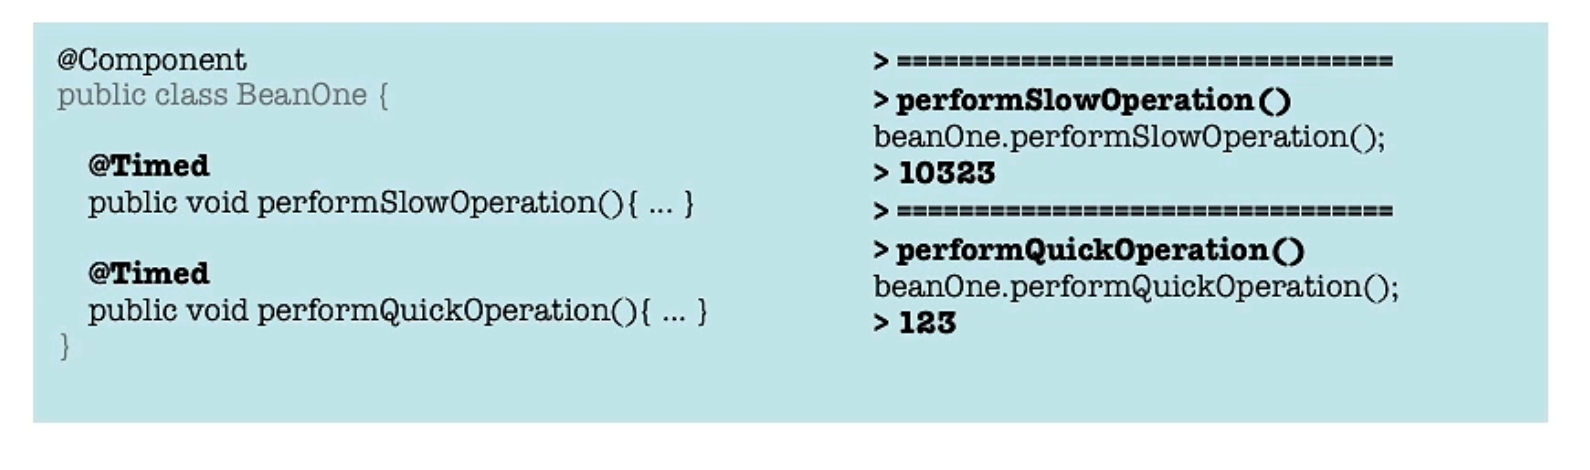 @Component
public class BeanOne {
@Timed
public void performSlowOperation(){ ... }
@Timed
public void performQuickOperation(){ ... }
}
> ================================
> performSlowOperation()
beanOne.performSlowOperation();
> 10323
> ================================
> performQuickOperation()
beanOne.performQuickOperation();
> 123